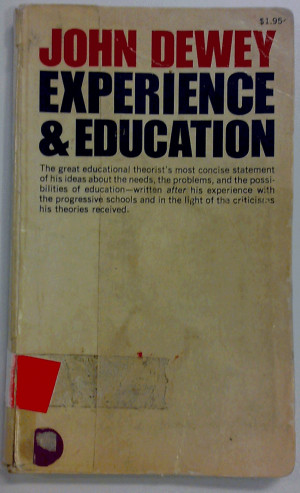 $1.95
JOHN DEWEY
EXPERIENCE
& EDUCATION
The great educational theorist's most concise statement
of his ideas about the needs, the problems, and the possi-
bilities of education—written after his experience with
the progressive schools and in the light of the criticisms
his theories received.